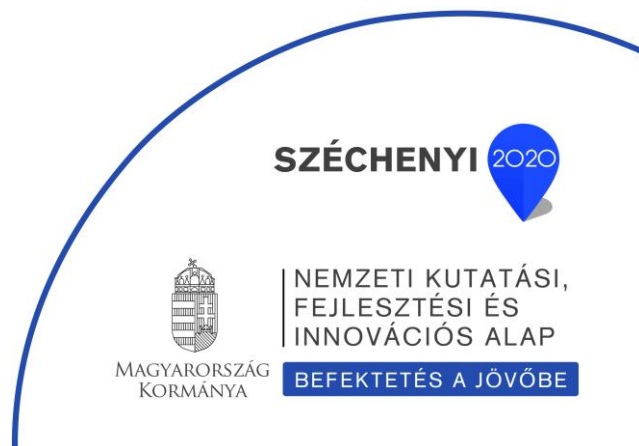 SZÉCHENYI 2020
NEMZETI KUTATÁSI,
FEJLESZTÉSI ÉS
INNOVÁCIÓS ALAP
MAGYARORSZÁG
KORMÁNYA
BEFEKTETÉS A JÖVŐBE